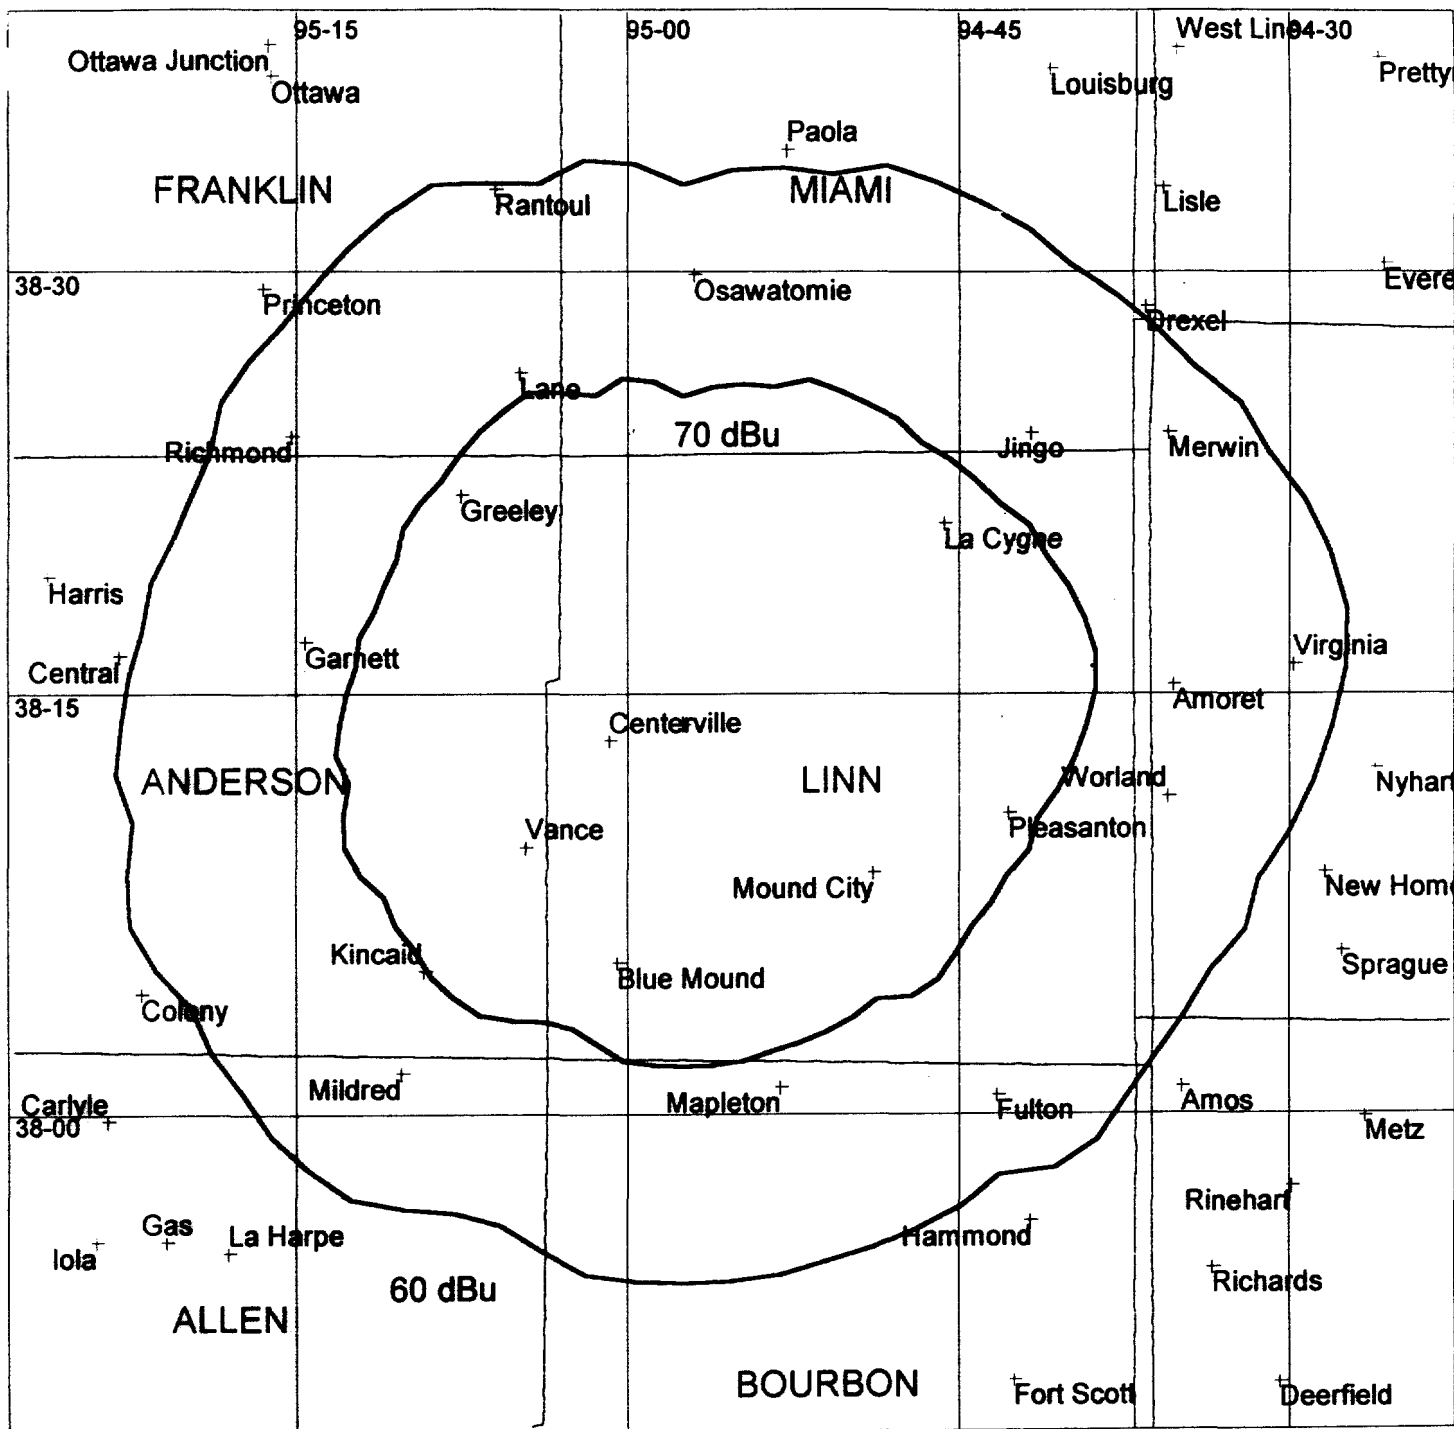 95-15
95-00
94-45
West Line
94-30
Ottawa Junction
Ottawa
Louisburg
Paola
FRANKLIN
MIAMI
Rantoul
Lisle
38-30
Princeton
Osawatomie
Drexel
Lane
70 dBu
Richmond
Jingo
Merwin
Greeley
La Cygne
Harris
Central
Garnett
Virginia
38-15
Amoret
Centerville
ANDERSON
LINN
Worland
Vance
Pleasanton
Mound City
Kincaid
Blue Mound
Sprague
Colony
Mildred
Mapleton
Fulton
Amos
Carlyle
38-00
Metz
Rinehart
Gas
La Harpe
Hammond
Iola
60 dBu
Richards
ALLEN
BOURBON
Fort Scott
Deerfield
Pretty
Evere
Nyhart
New Home